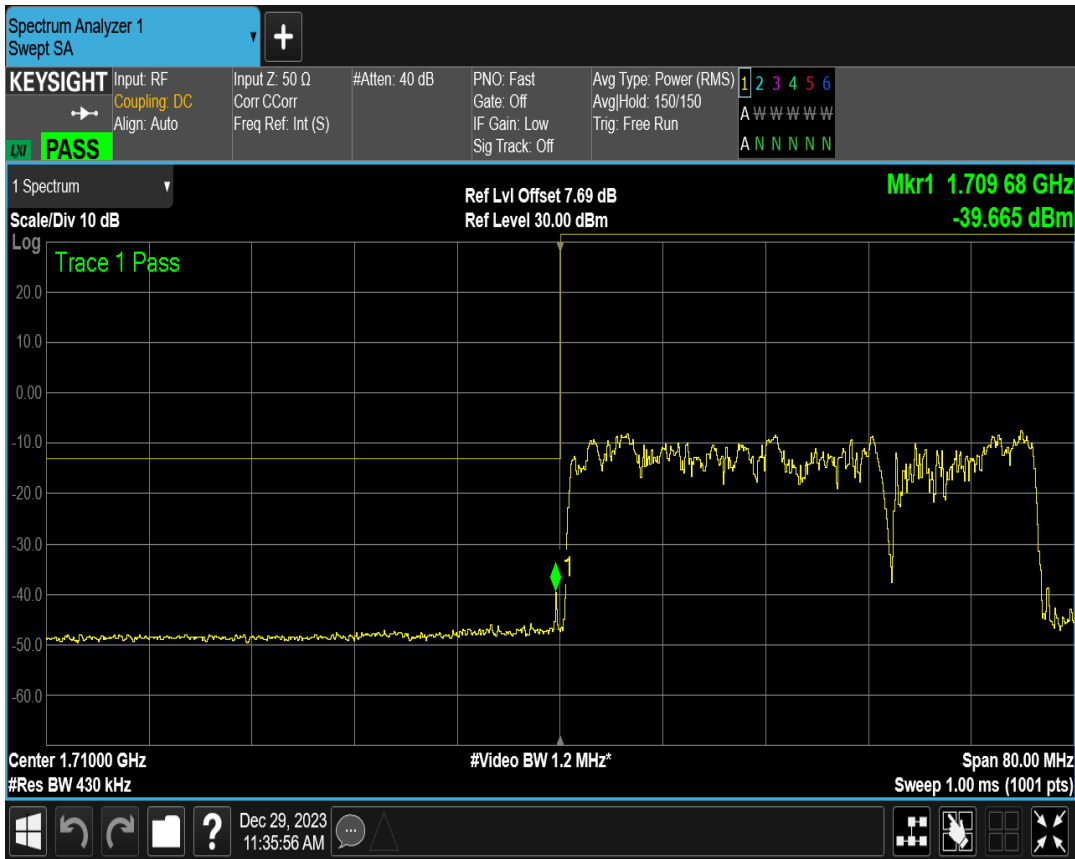 Spectrum Analyzer 1
Swept SA
KEYSIGHT
LXI PASS
Input: RF
Coupling: DC
Align: Auto
Input Z: 50 Ω
Corr CCorr
Freq Ref: Int (S)
#Atten: 40 dB
PNO: Fast
Gate: Off
IF Gain: Low
Sig Track: Off
Avg Type: Power (RMS)
Avg|Hold: 150/150
Trig: Free Run
1 2 3 4 5 6
A W W W W W
A N N N N N
1 Spectrum
Scale/Div 10 dB
Ref Lvl Offset 7.69 dB
Ref Level 30.00 dBm
Mkr1 1.709 68 GHz
-39.665 dBm
Log
Trace 1 Pass
20.0
10.0
0.00
-10.0
-20.0
-30.0
-40.0
-50.0
-60.0
1
Center 1.71000 GHz
#Res BW 430 kHz
#Video BW 1.2 MHz*
Span 80.00 MHz
Sweep 1.00 ms (1001 pts)
?
Dec 29, 2023
11:35:56 AM